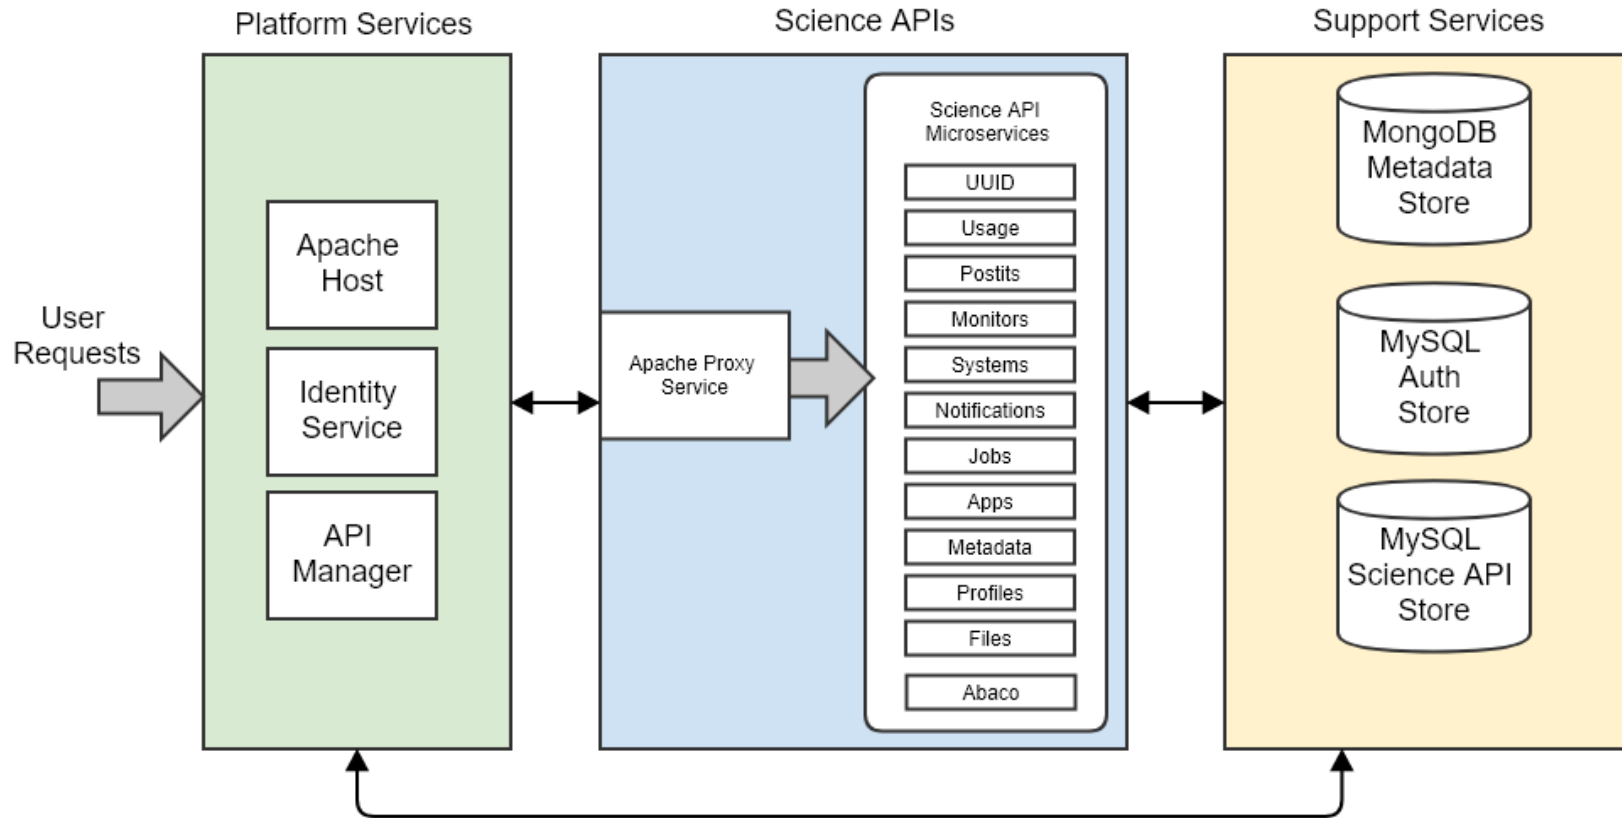 Platform Services
Science APIs
Support Services
User
Requests
Apache
Host
Identity
Service
API
Manager
Apache Proxy
Service
Science API
Microservices
UUID
Usage
Postits
Monitors
Systems
Notifications
Jobs
Apps
Metadata
Profiles
Files
Abaco
MongoDB
Metadata
Store
MySQL
Auth
Store
MySQL
Science API
Store